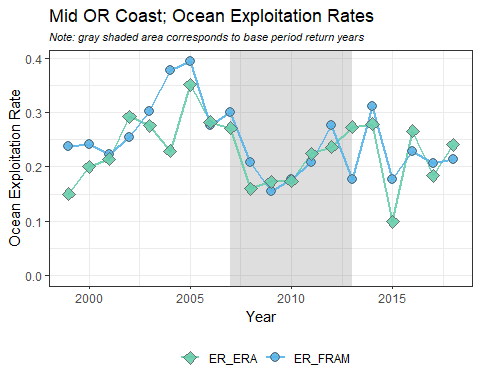 Mid OR Coast; Ocean Exploitation Rates
Note: gray shaded area corresponds to base period return years
Ocean Exploitation Rate
0.4
0.3
0.2
0.1
0.0
2000 2005 2010 2015
Year
ER_ERA ER_FRAM